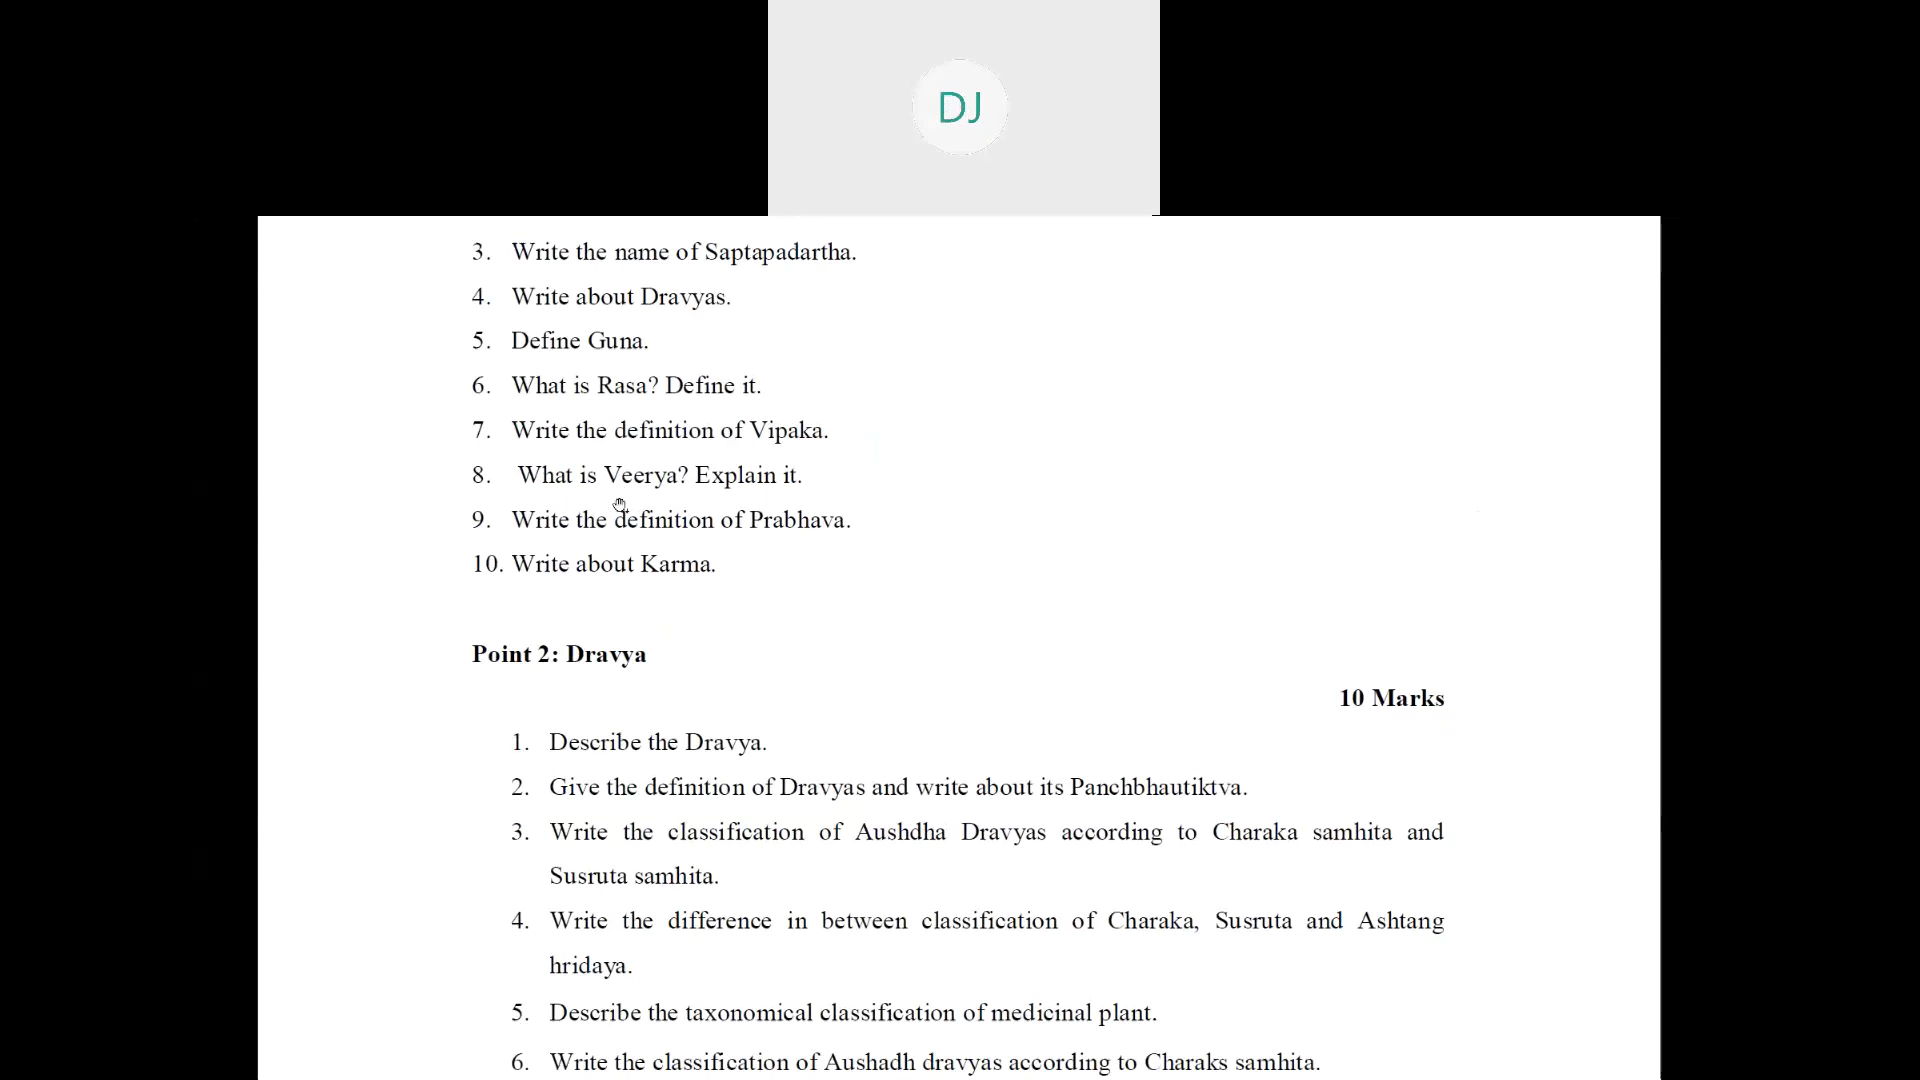 DJ
3. Write the name of Saptapadartha.
4. Write about Dravyas.
5. Define Guna.
6. What is Rasa? Define it.
7. Write the definition of Vipaka.
8. What is Veerya? Explain it.
9. Write the definition of Prabhava.
10. Write about Karma.
Point 2: Dravya
10 Marks
1. Describe the Dravya.
2. Give the definition of Dravyas and write about its Panchbhautiktva.
3. Write the classification of Aushdha Dravyas according to Charaka samhita and
Susruta samhita.
4. Write the difference in between classification of Charaka, Susruta and Ashtang
hridaya.
5. Describe the taxonomical classification of medicinal plant.
6. Write the classification of Aushadh dravyas according to Charaks samhita.